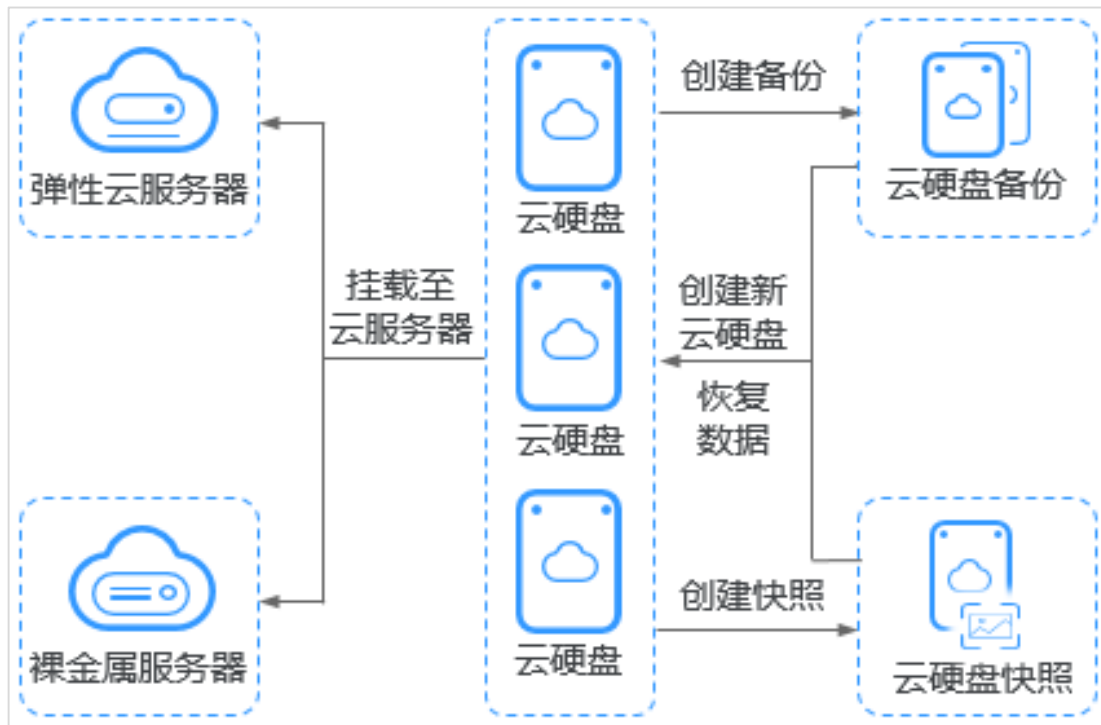 弹性云服务器
裸金属服务器
挂载至
云服务器
云硬盘
云硬盘
云硬盘
创建备份
创建新
云硬盘
恢复
数据
创建快照
云硬盘备份
云硬盘快照